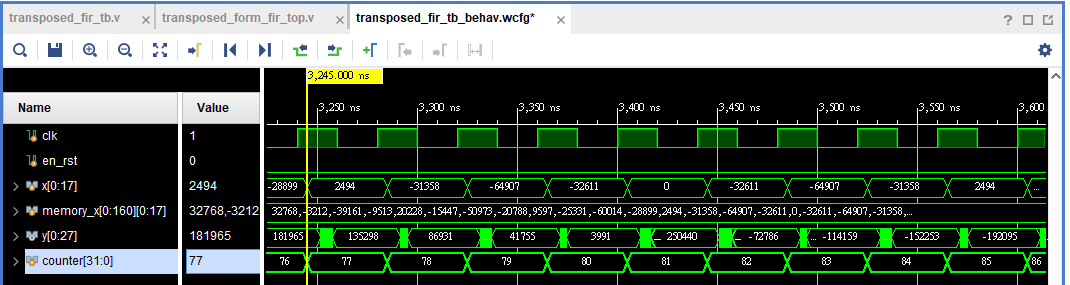 transposed_fir_tb.v transposed_form_fir_top.v transposed_fir_tb_behav.wcfg*
3,245.000 ns
Name Value
3,250 ns 3,300 ns 3,350 ns 3,400 ns 3,450 ns 3,500 ns 3,550 ns 3,600
clk 1
en_rst 0
x[0:17] 2494 -28899 2494 -31358 -64907 -32611 0 -32611 -64907 -31358 2494 ...
memory_x[0:160][0:17] 32768,-3212 32768,-3212,-39161,-9513,20228,-15447,-50973,-20788,9597,-25331,-60014,-28899,2494,-31358,-64907,-32611,0,-32611,-64907,-31358,...
y[0:27] 181965 181965 135298 86931 ... 41755 3991 ... 250440 -72786 -114159 -152253 -192095
counter[31:0] 77 76 77 78 79 80 81 82 83 84 85 86